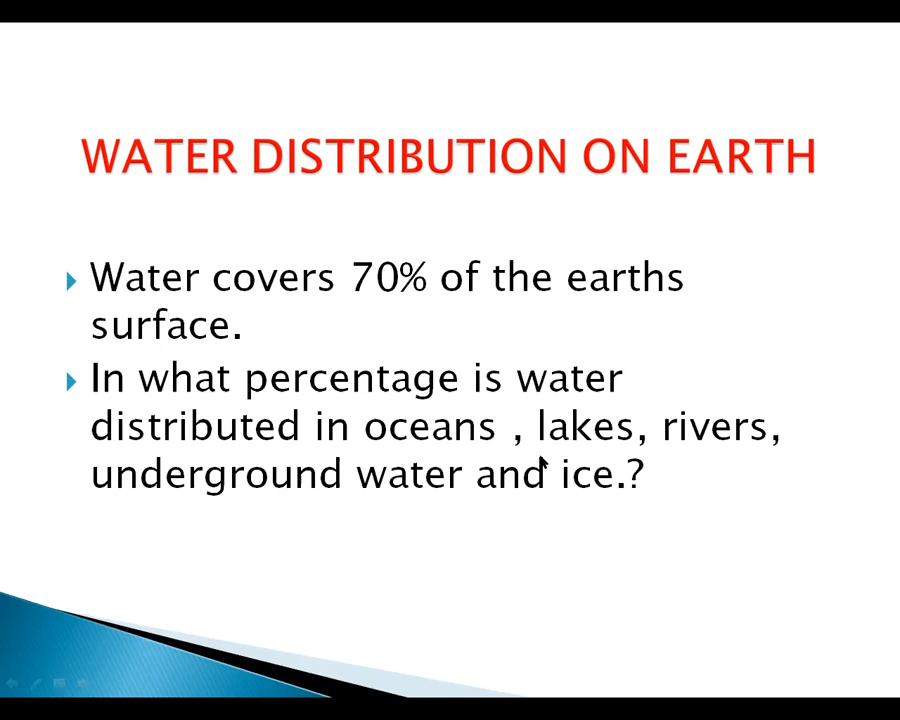 WATER DISTRIBUTION ON EARTH
Water covers 70% of the earths
surface.
In what percentage is water
distributed in oceans , lakes, rivers,
underground water and ice.?